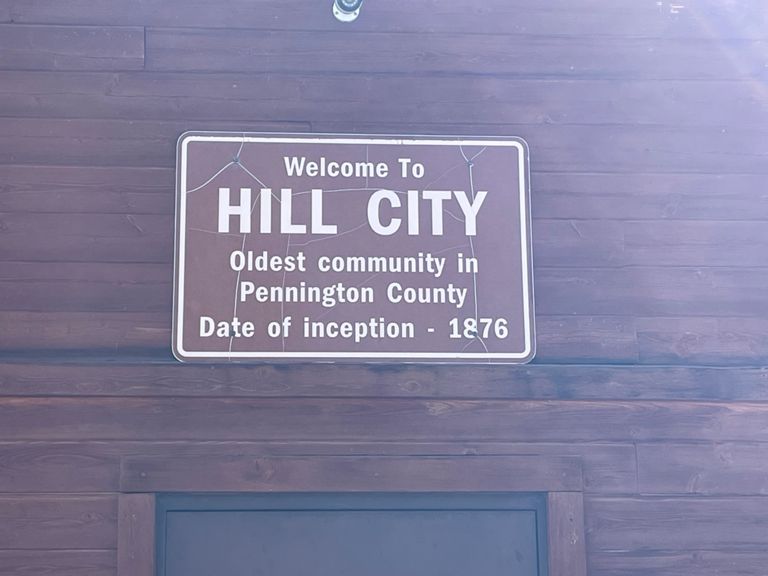 Welcome To
HILL CITY
Oldest community in
Pennington County
Date of inception - 1876